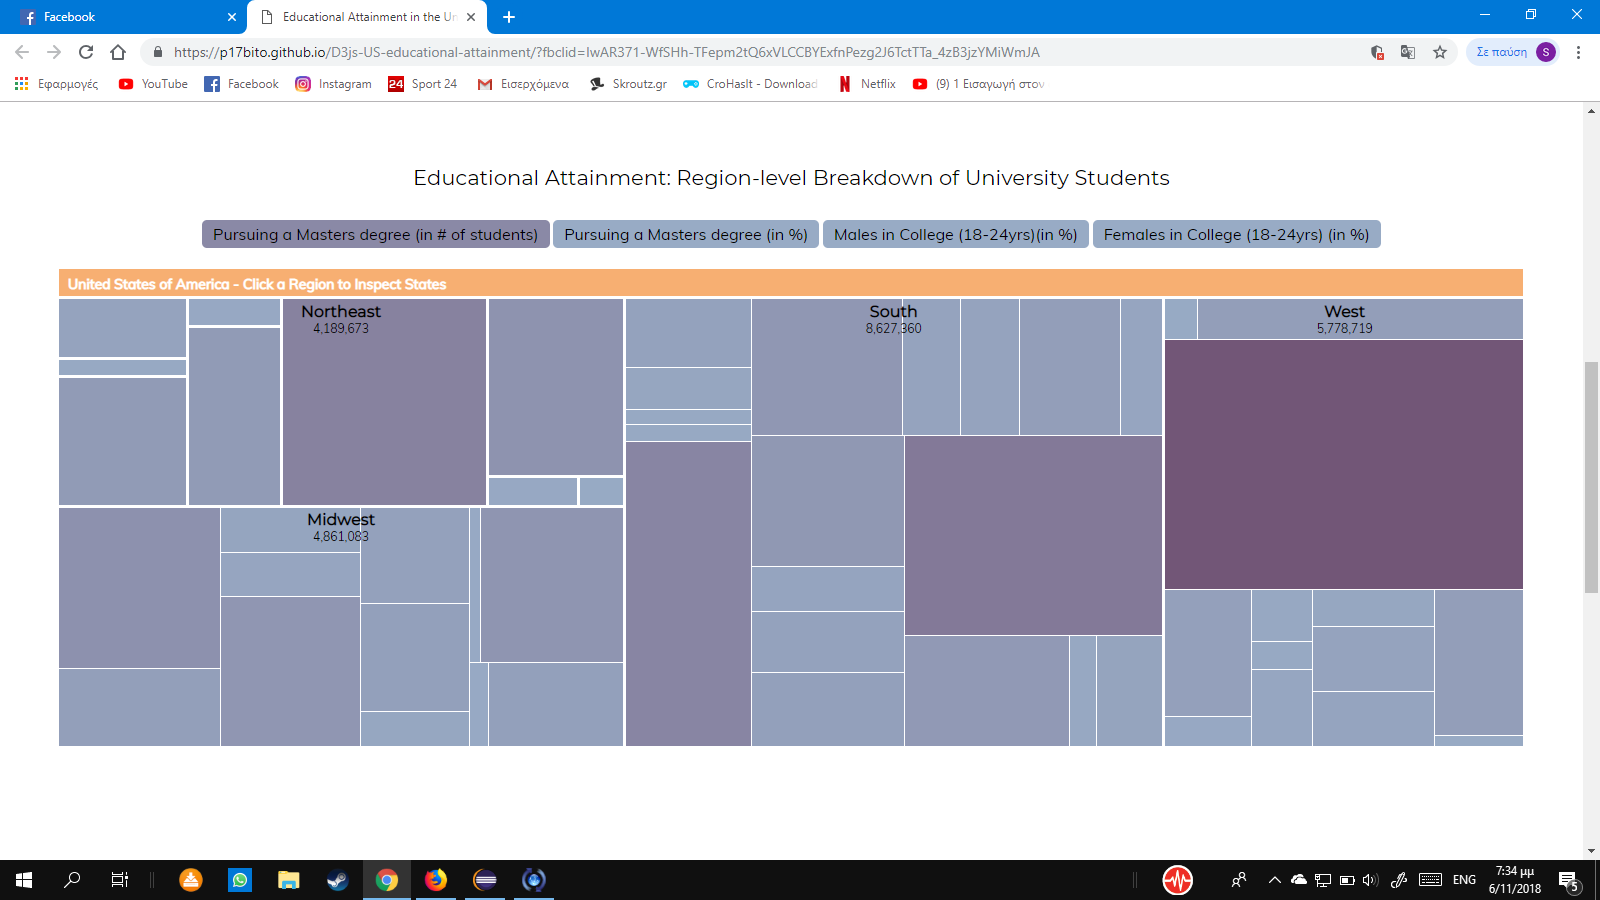 Facebook
Educational Attainment in the Un
https://p17bito.github.io/D3js-US-educational-attainment/?fbclid=IwAR371-WfSHh-TFepm2tQ6xVLCCBYExfnPezg2J6TctTTa_4zB3jzYMiWmJA
Σε παύση
S
Εφαρμογές
YouTube
Facebook
Instagram
24 Sport 24
Εισερχόμενα
Skroutz.gr
CroHasIt - Download
Netflix
(9) 1 Εισαγωγή στον
Educational Attainment: Region-level Breakdown of University Students
Pursuing a Masters degree (in # of students)
Pursuing a Masters degree (in %)
Males in College (18-24yrs)(in %)
Females in College (18-24yrs) (in %)
United States of America - Click a Region to Inspect States
Northeast
4,189,673
South
8,627,360
West
5,778,719
Midwest
4,861,083
ENG
7:34 μμ
6/11/2018
5